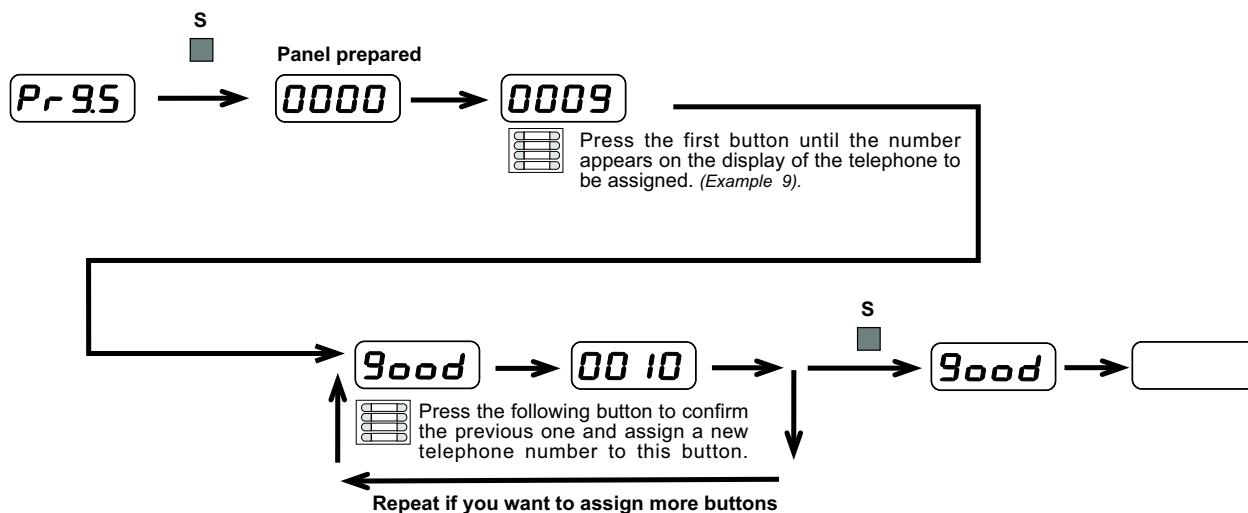 S
Panel prepared
Pr 9.5
0000
0009
Press the first button until the number
appears on the display of the telephone to
be assigned. (Example 9).
S
good
0010
good
Press the following button to confirm
the previous one and assign a new
telephone number to this button.
Repeat if you want to assign more buttons